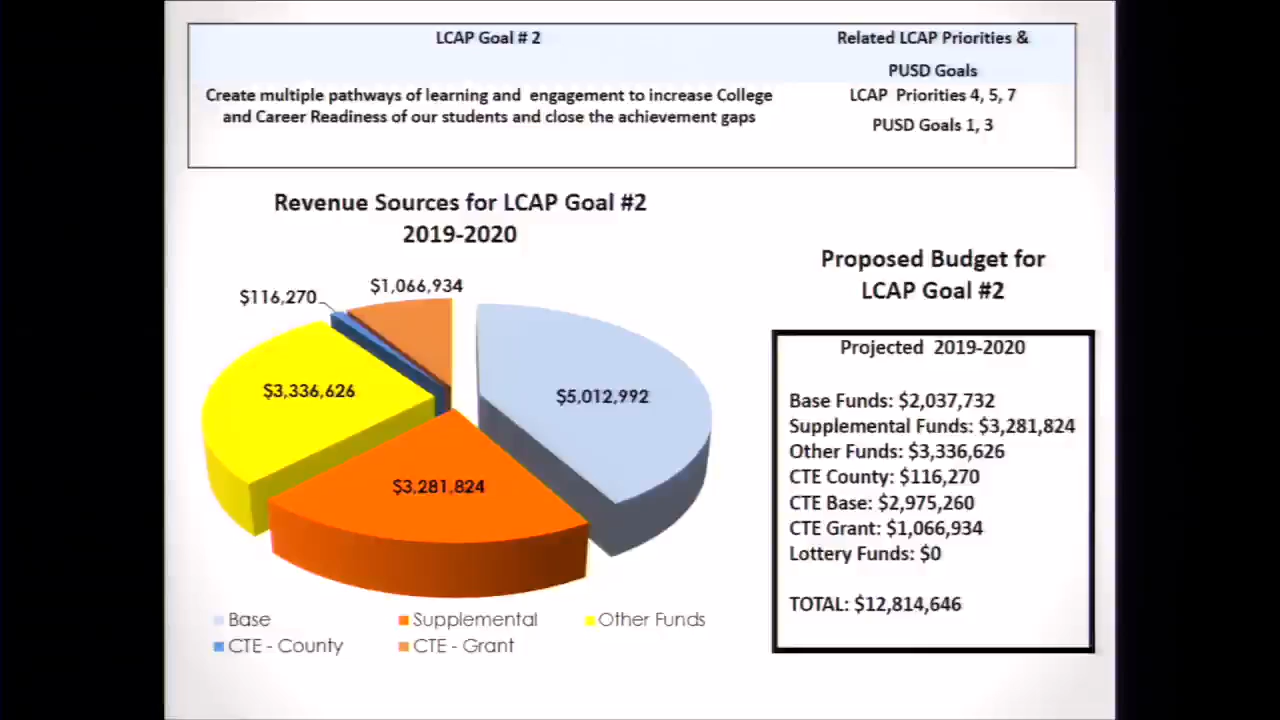 LCAP Goal # 2
Related LCAP Priorities &
PUSD Goals
Create multiple pathways of learning and engagement to increase College
and Career Readiness of our students and close the achievement gaps
LCAP Priorities 4, 5, 7
PUSD Goals 1, 3
Revenue Sources for LCAP Goal #2
2019-2020
$116,270
$1,066,934
$3,336,626
$5,012,992
$3,281,824
Base
Supplemental
Other Funds
CTE - County
CTE - Grant
Proposed Budget for
LCAP Goal #2
Projected 2019-2020
Base Funds: $2,037,732
Supplemental Funds: $3,281,824
Other Funds: $3,336,626
CTE County: $116,270
CTE Base: $2,975,260
CTE Grant: $1,066,934
Lottery Funds: $0
TOTAL: $12,814,646